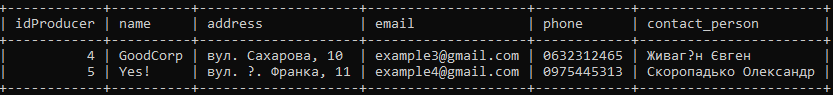 idProducer | name | address | email | phone | contact_person
4 | GoodCorp | вул. Сахарова, 10 | example3@gmail.com | 0632312465 | Живаг?н Євген
5 | Yes! | вул. ?. Франка, 11 | example4@gmail.com | 0975445313 | Скоропадько Олександр